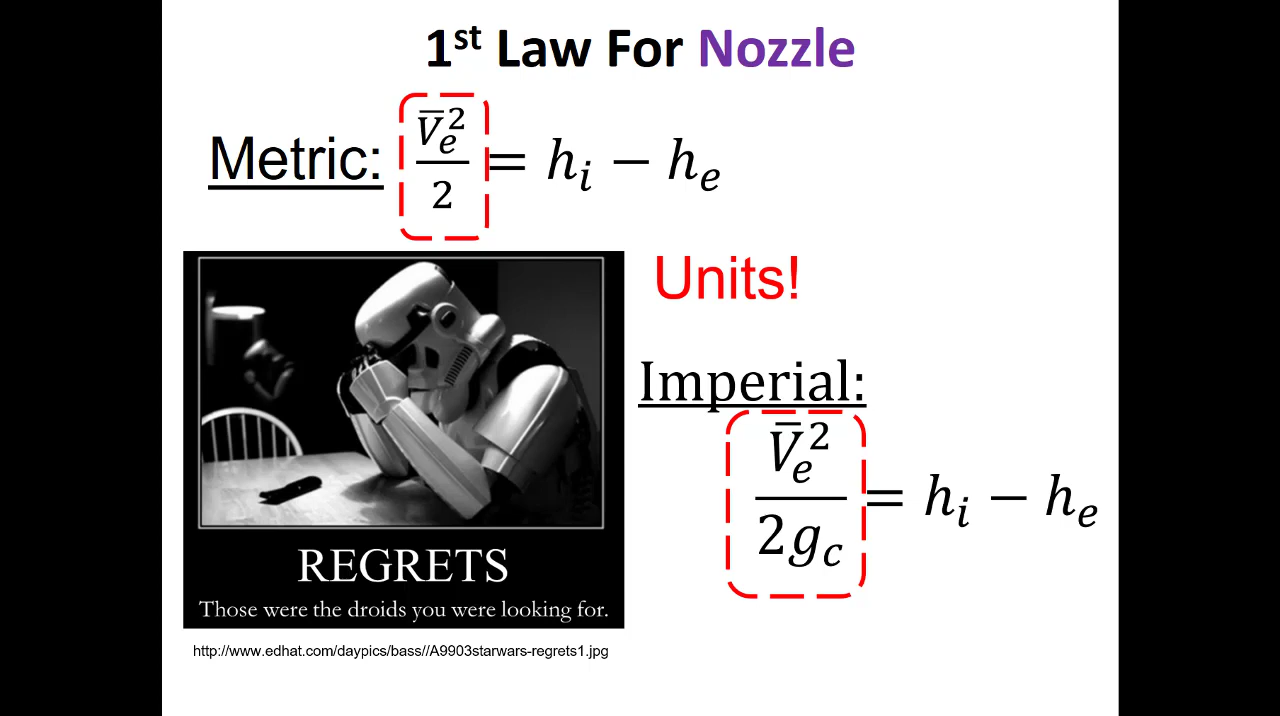 1st Law For Nozzle
Metric: V̅ₑ²/2 = hᵢ − hₑ
Units!
Imperial:
V̅ₑ²/2g_c = hᵢ − hₑ
REGRETS
Those were the droids you were looking for.
http://www.edhat.com/daypics/bass//A9903starwars-regrets1.jpg